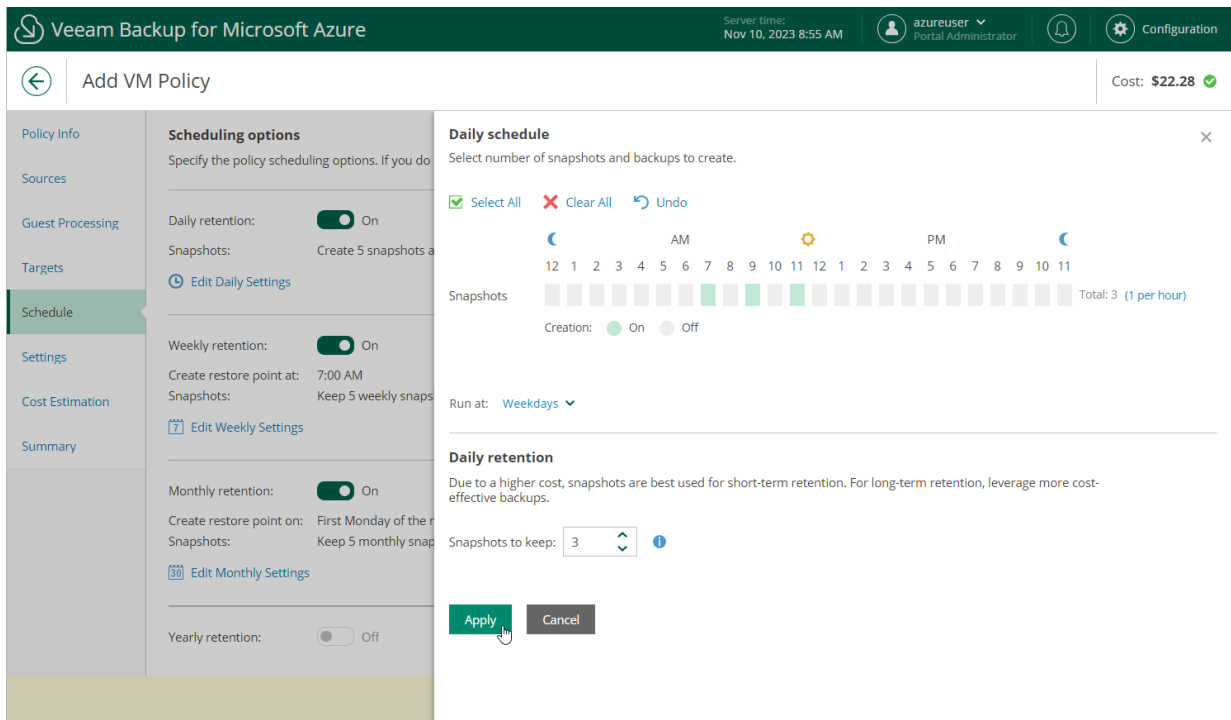 Veeam Backup for Microsoft Azure
Server time:
Nov 10, 2023 8:55 AM
azureuser
Portal Administrator
Configuration
Add VM Policy
Cost: $22.28
Policy Info
Sources
Guest Processing
Targets
Schedule
Settings
Cost Estimation
Summary
Scheduling options
Specify the policy scheduling options. If you do
Daily retention: On
Snapshots: Create 5 snapshots a
Edit Daily Settings
Weekly retention: On
Create restore point at: 7:00 AM
Snapshots: Keep 5 weekly snaps
7 Edit Weekly Settings
Monthly retention: On
Create restore point on: First Monday of the r
Snapshots: Keep 5 monthly snap
30 Edit Monthly Settings
Yearly retention: Off
Daily schedule
Select number of snapshots and backups to create.
Select All Clear All Undo
AM PM
12 1 2 3 4 5 6 7 8 9 10 11 12 1 2 3 4 5 6 7 8 9 10 11
Snapshots Total: 3 (1 per hour)
Creation: On Off
Run at: Weekdays
Daily retention
Due to a higher cost, snapshots are best used for short-term retention. For long-term retention, leverage more cost-
effective backups.
Snapshots to keep: 3
Apply Cancel